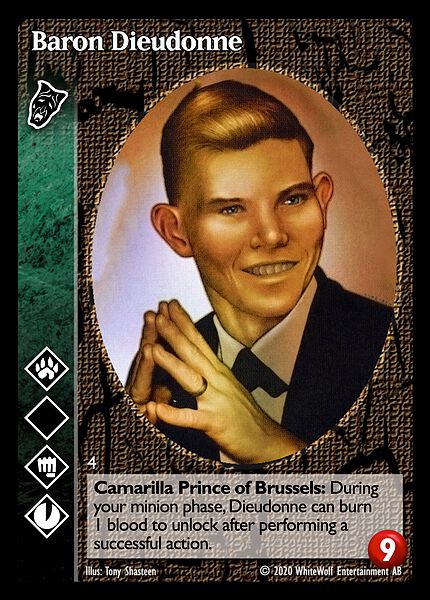 Baron Dieudonne
4
Camarilla Prince of Brussels: During
your minion phase, Dieudonne can burn
1 blood to unlock after performing a
successful action.
9
Illus: Tony Shasteen
© 2020 WhiteWolf Entertainment AB